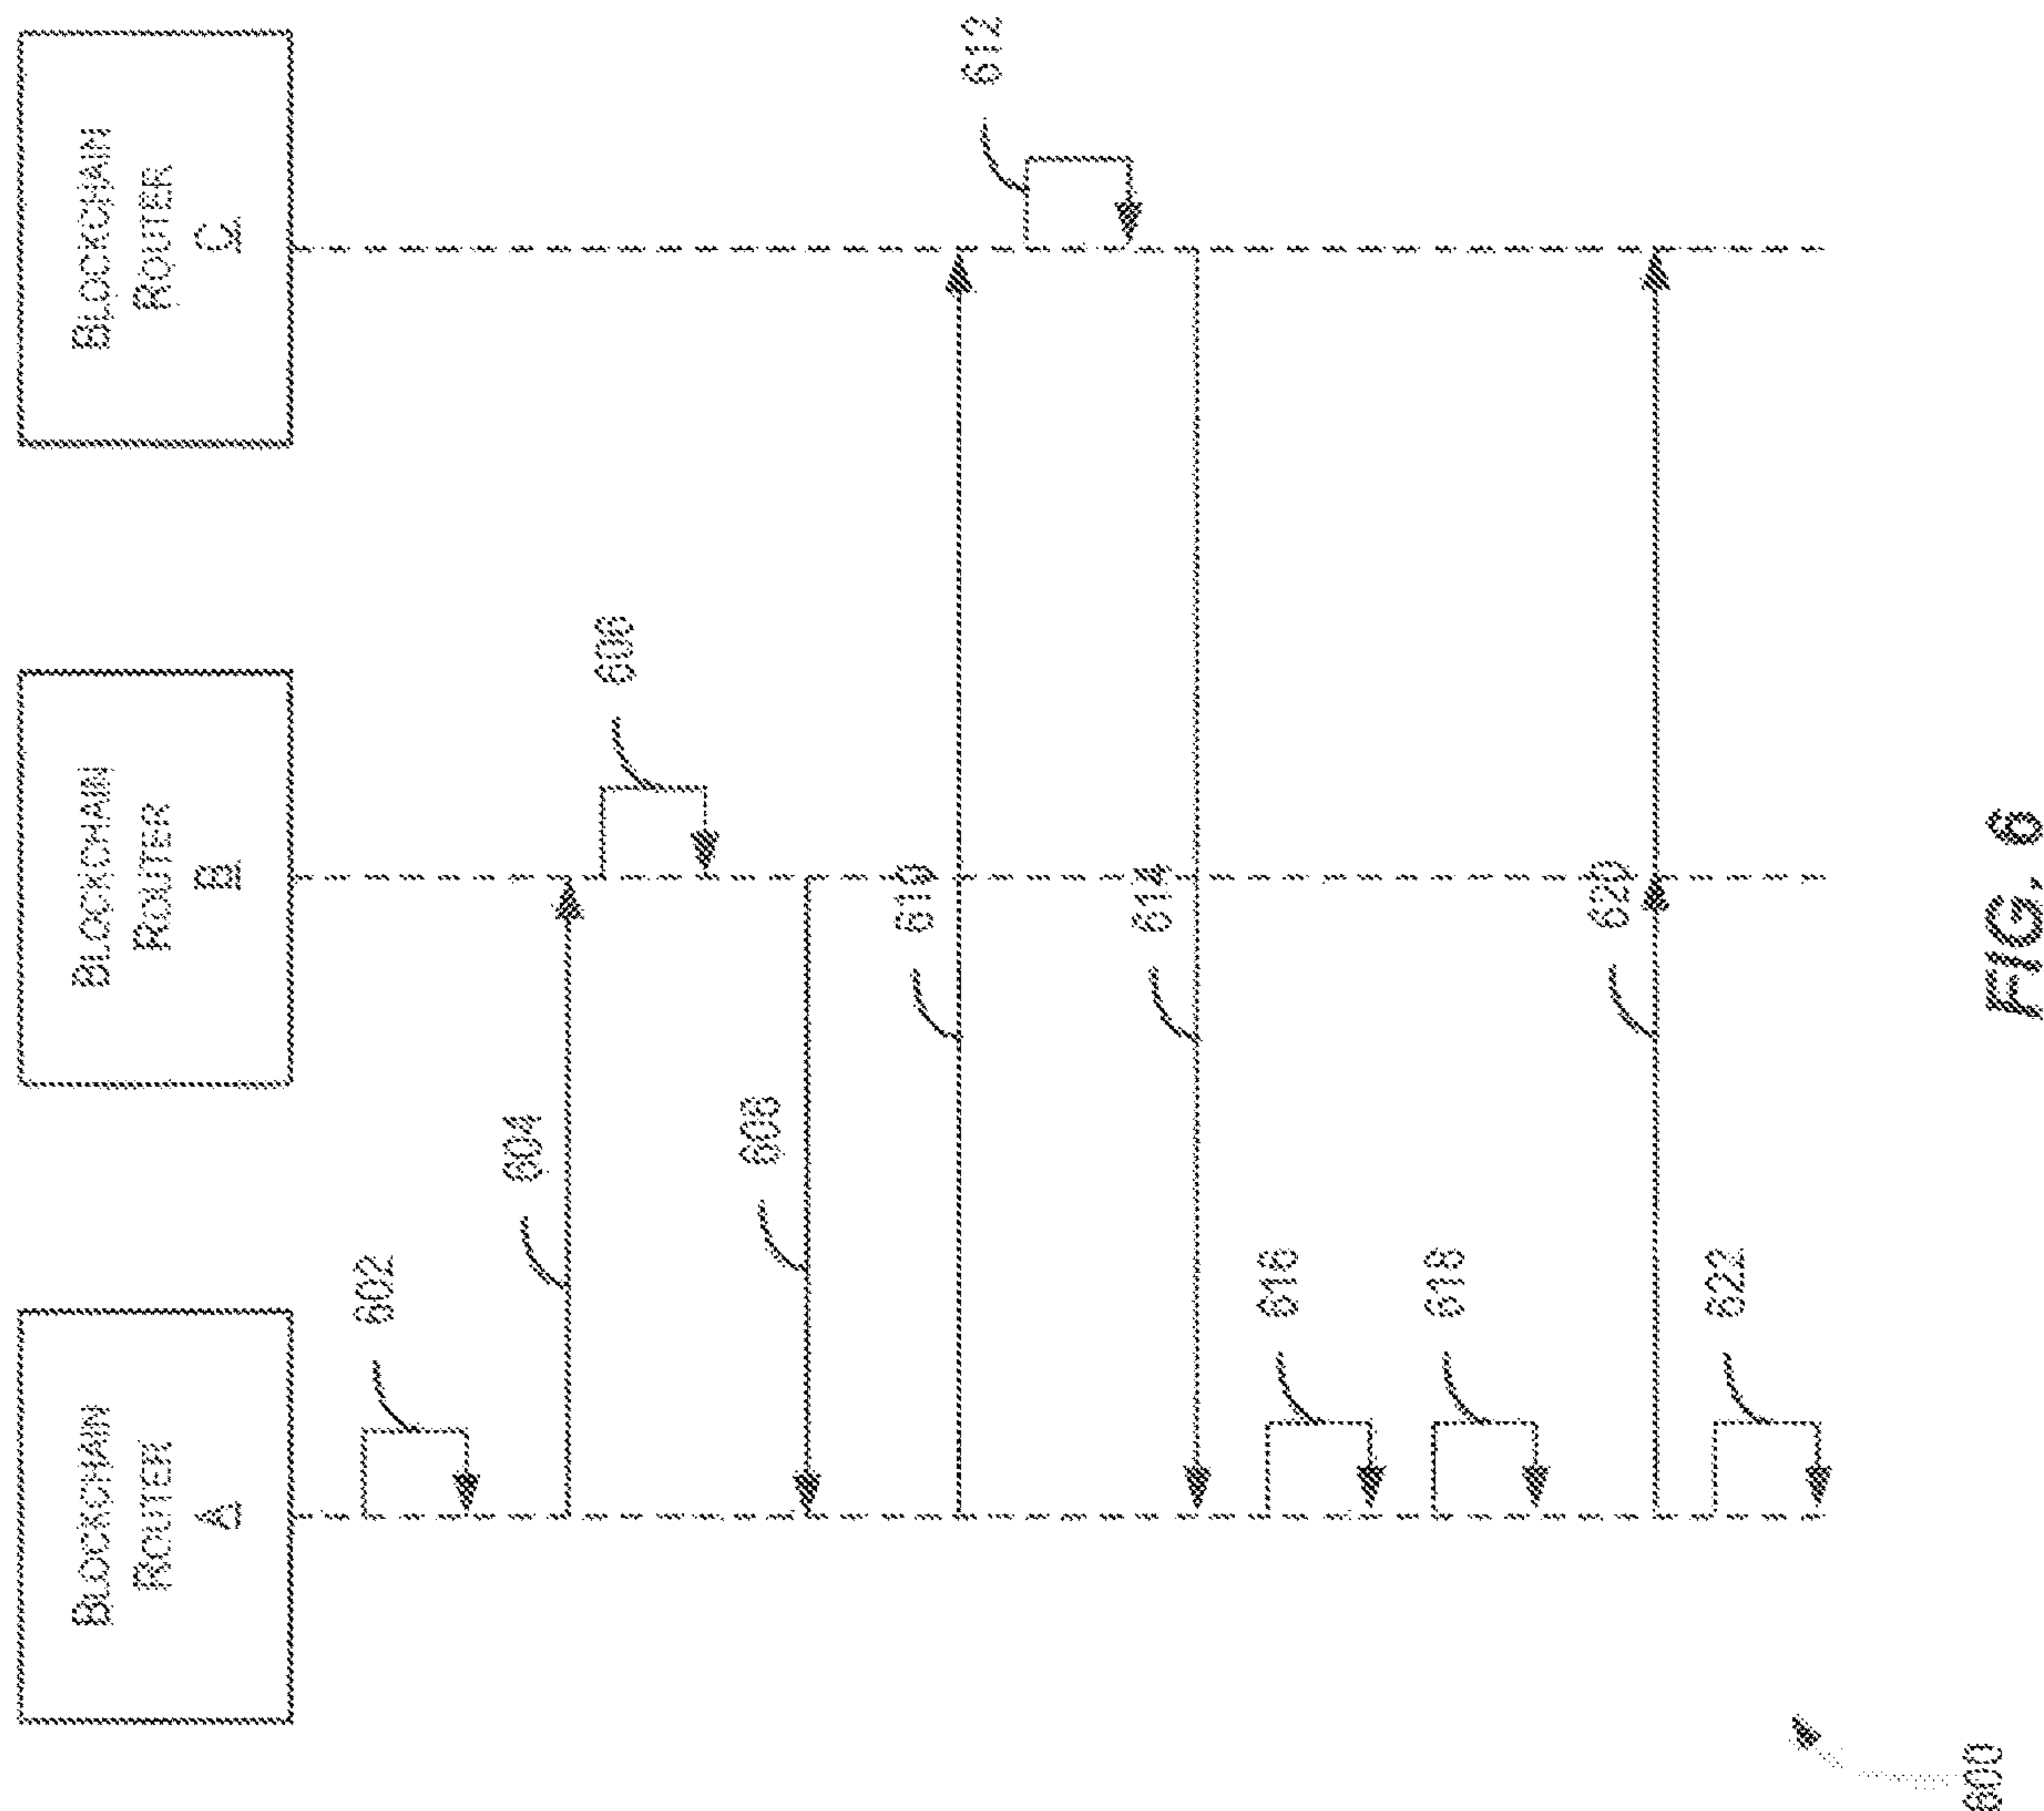 BLOCKCHAIN
ROUTER
A
BLOCKCHAIN
ROUTER
B
BLOCKCHAIN
ROUTER
C
602
604
606
608
610
612
614
616
618
620
622
600
FIG. 6